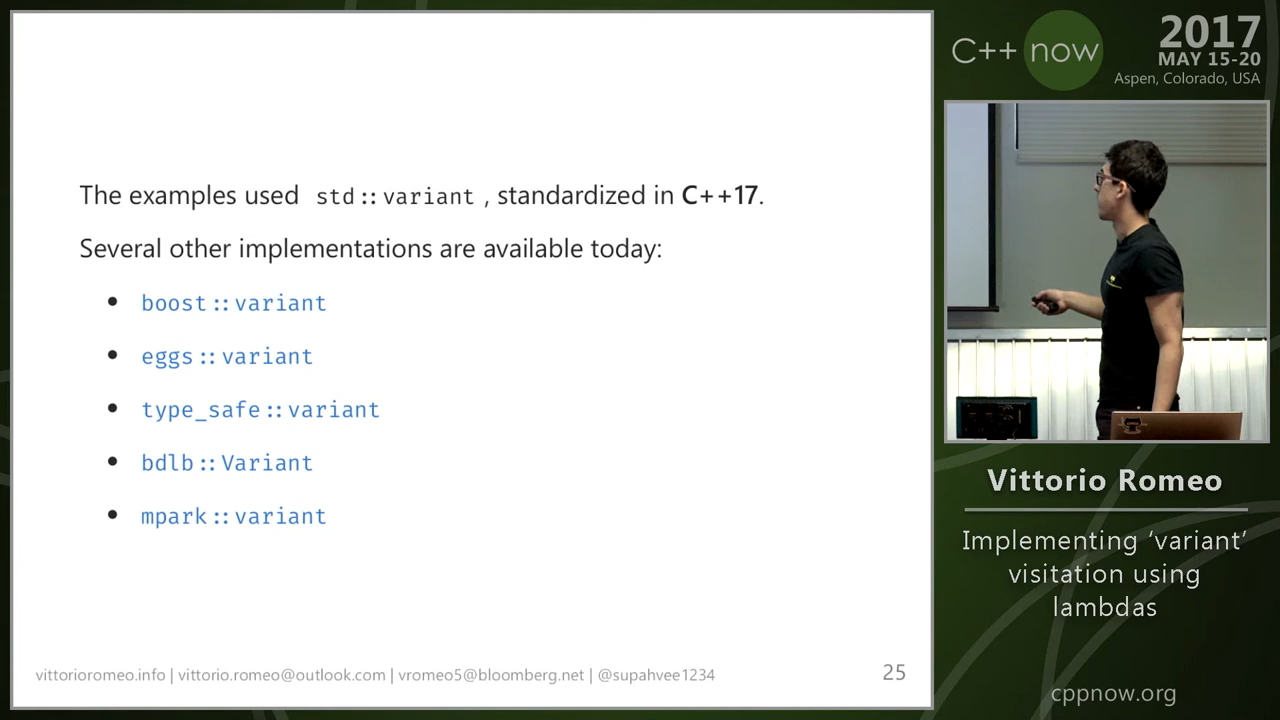 The examples used std::variant , standardized in C++17.
Several other implementations are available today:
• boost::variant
• eggs::variant
• type_safe::variant
• bdlb::Variant
• mpark::variant
vittorioromeo.info | vittorio.romeo@outlook.com | vromeo5@bloomberg.net | @supahvee1234
25
C++ now
2017
MAY 15-20
Aspen, Colorado, USA
Vittorio Romeo
Implementing ‘variant’
visitation using
lambdas
cppnow.org